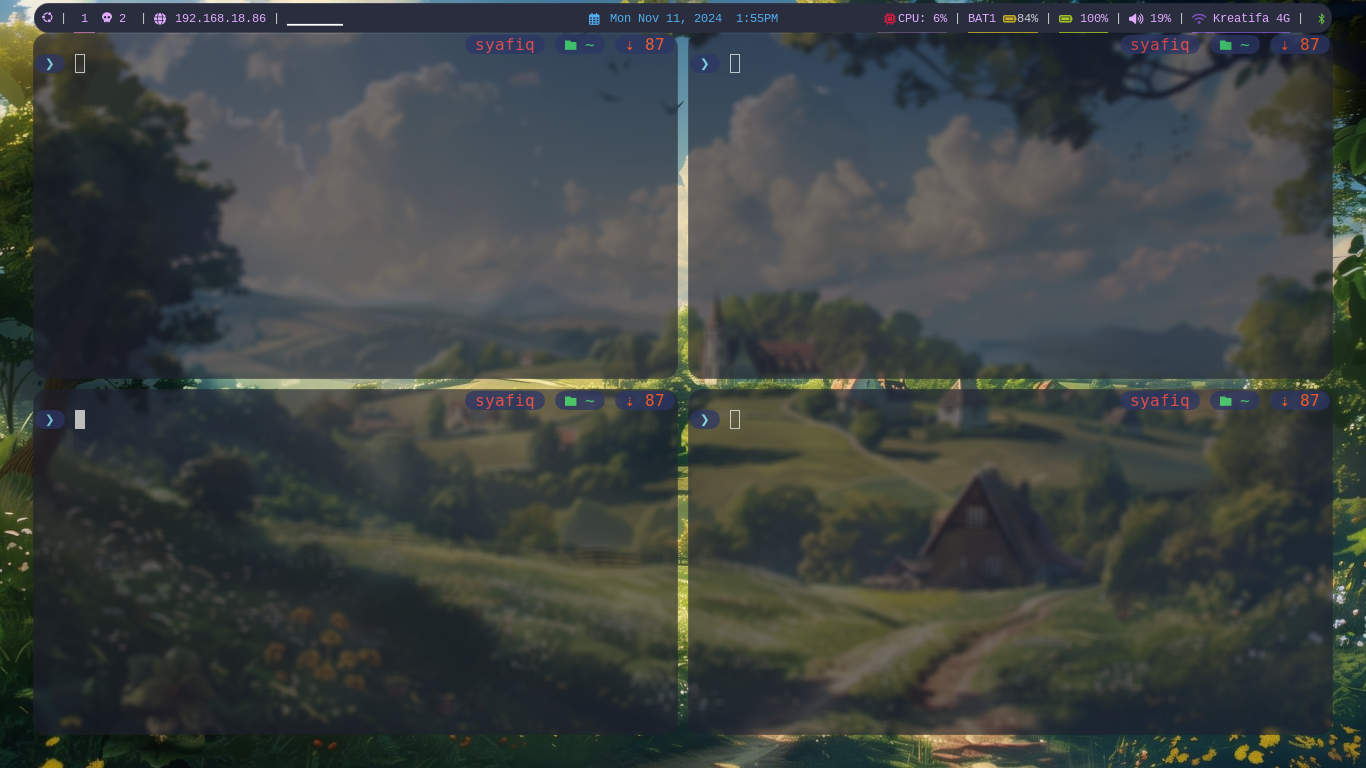 | 1 2 | 192.168.18.86 | Mon Nov 11, 2024 1:55PM CPU: 6% | BAT1 84% | 100% | 19% | Kreatifa 4G |
syafiq ~ ↓ 87
❯
syafiq ~ ↓ 87
❯
syafiq ~ ↓ 87
❯
syafiq ~ ↓ 87
❯